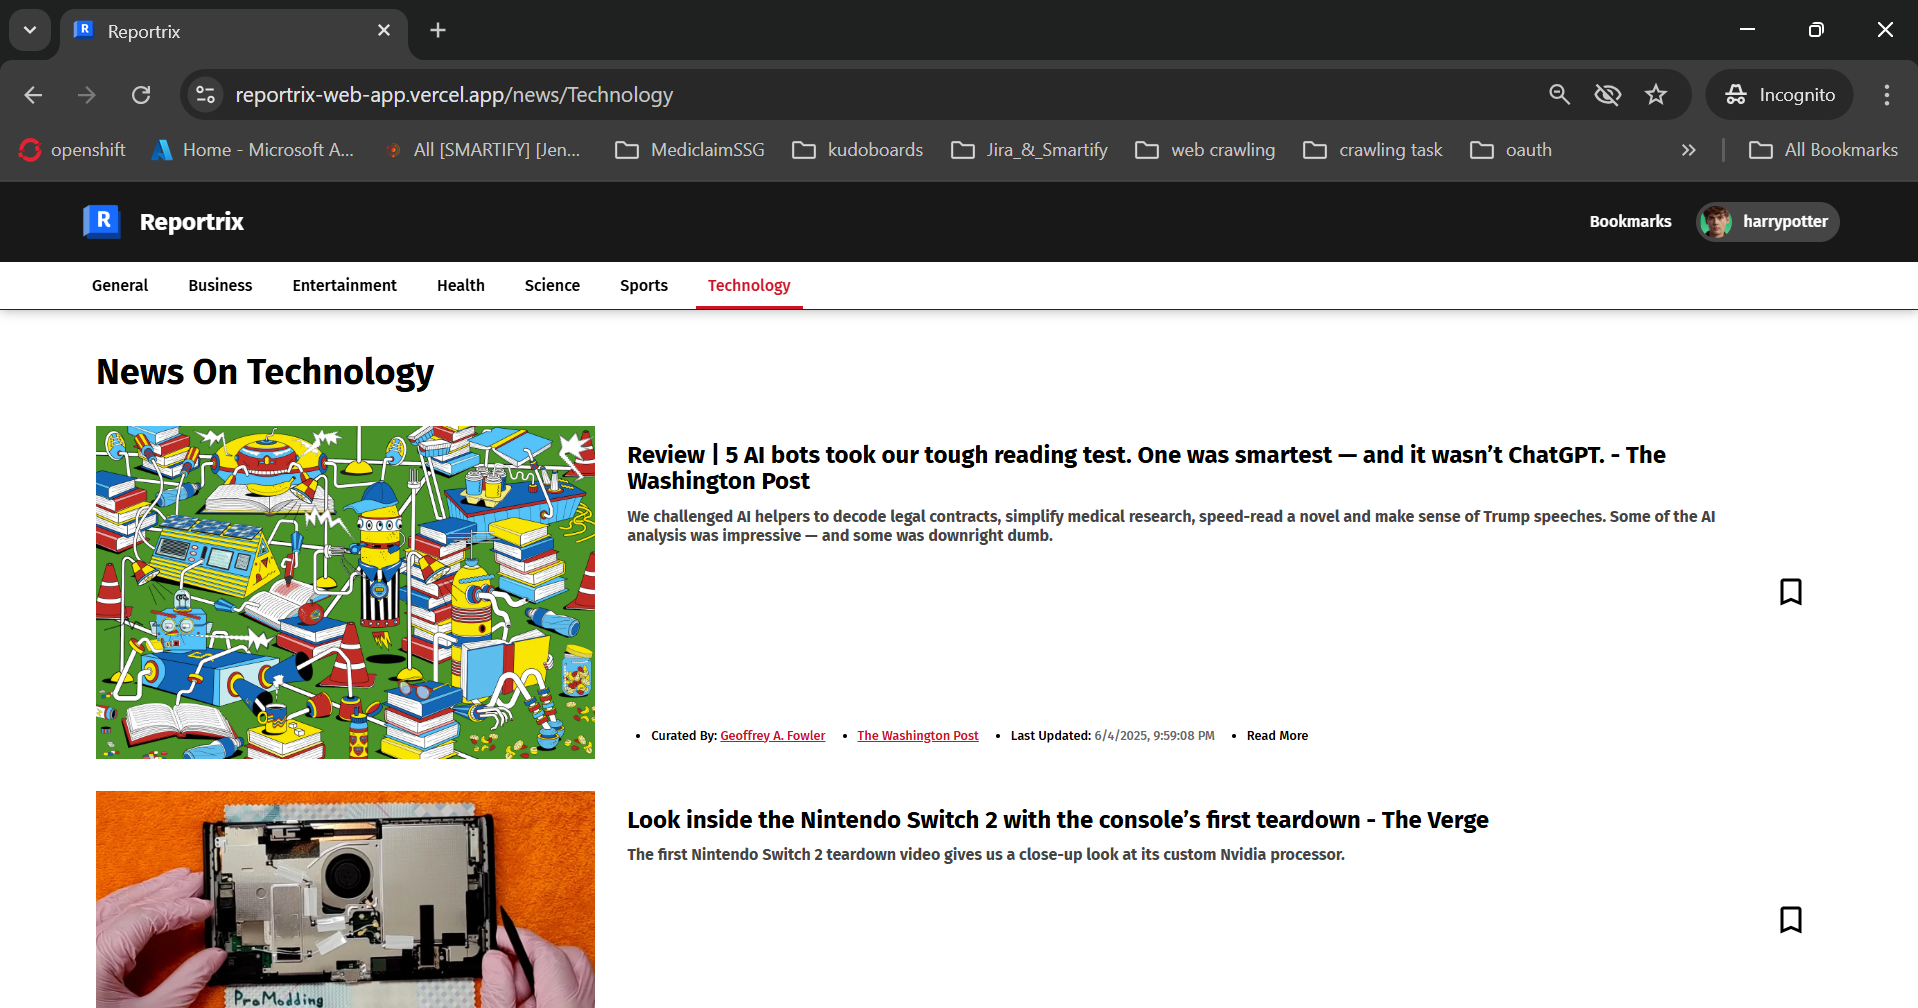 Reportrix
reportrix-web-app.vercel.app/news/Technology
Incognito
openshift
Home - Microsoft A...
All [SMARTIFY] [Jen...
MediclaimSSG
kudoboards
Jira_&_Smartify
web crawling
crawling task
oauth
All Bookmarks
R
Reportrix
Bookmarks
harrypotter
General
Business
Entertainment
Health
Science
Sports
Technology
News On Technology
Review | 5 AI bots took our tough reading test. One was smartest — and it wasn’t ChatGPT. - The
Washington Post
We challenged AI helpers to decode legal contracts, simplify medical research, speed-read a novel and make sense of Trump speeches. Some of the AI
analysis was impressive — and some was downright dumb.
• Curated By: Geoffrey A. Fowler • The Washington Post • Last Updated: 6/4/2025, 9:59:08 PM • Read More
Look inside the Nintendo Switch 2 with the console’s first teardown - The Verge
The first Nintendo Switch 2 teardown video gives us a close-up look at its custom Nvidia processor.
ProModding